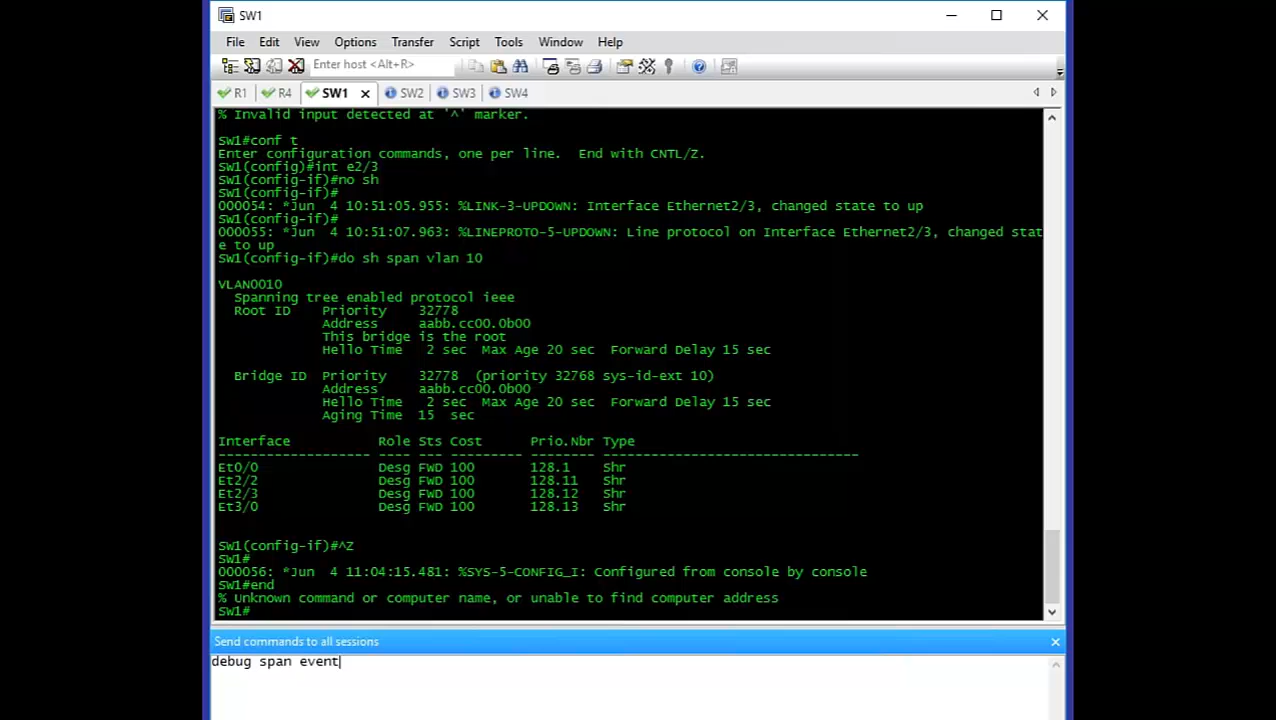 SW1
File Edit View Options Transfer Script Tools Window Help
Enter host <Alt+R>
R1 R4 SW1 SW2 SW3 SW4
% Invalid input detected at '^' marker.
SW1#conf t
Enter configuration commands, one per line.  End with CNTL/Z.
SW1(config)#int e2/3
SW1(config-if)#no sh
SW1(config-if)#
000054: *Jun  4 10:51:05.955: %LINK-3-UPDOWN: Interface Ethernet2/3, changed state to up
SW1(config-if)#
000055: *Jun  4 10:51:07.963: %LINEPROTO-5-UPDOWN: Line protocol on Interface Ethernet2/3, changed stat
e to up
SW1(config-if)#do sh span vlan 10
VLAN0010
Spanning tree enabled protocol ieee
Root ID    Priority    32778
Address     aabb.cc00.0b00
This bridge is the root
Hello Time   2 sec  Max Age 20 sec  Forward Delay 15 sec
Bridge ID  Priority    32778  (priority 32768 sys-id-ext 10)
Address     aabb.cc00.0b00
Hello Time   2 sec  Max Age 20 sec  Forward Delay 15 sec
Aging Time  15  sec
Interface           Role Sts Cost      Prio.Nbr Type
------------------- ---- --- --------- -------- --------------------------------
Et0/0               Desg FWD 100       128.1    Shr
Et2/2               Desg FWD 100       128.11   Shr
Et2/3               Desg FWD 100       128.12   Shr
Et3/0               Desg FWD 100       128.13   Shr
SW1(config-if)#^Z
SW1#
000056: *Jun  4 11:04:15.481: %SYS-5-CONFIG_I: Configured from console by console
SW1#end
% Unknown command or computer name, or unable to find computer address
SW1#
Send commands to all sessions
debug span event